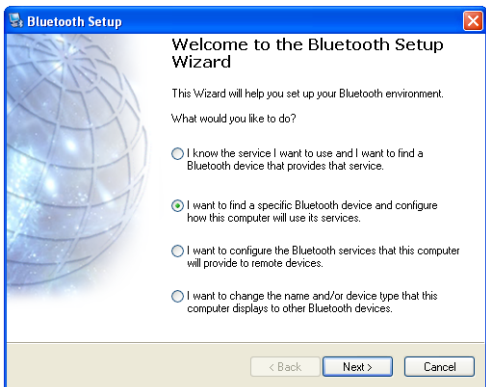 Bluetooth Setup
Welcome to the Bluetooth Setup
Wizard
This Wizard will help you set up your Bluetooth environment.
What would you like to do?
I know the service I want to use and I want to find a
Bluetooth device that provides that service.
I want to find a specific Bluetooth device and configure
how this computer will use its services.
I want to configure the Bluetooth services that this computer
will provide to remote devices.
I want to change the name and/or device type that this
computer displays to other Bluetooth devices.
< Back Next > Cancel